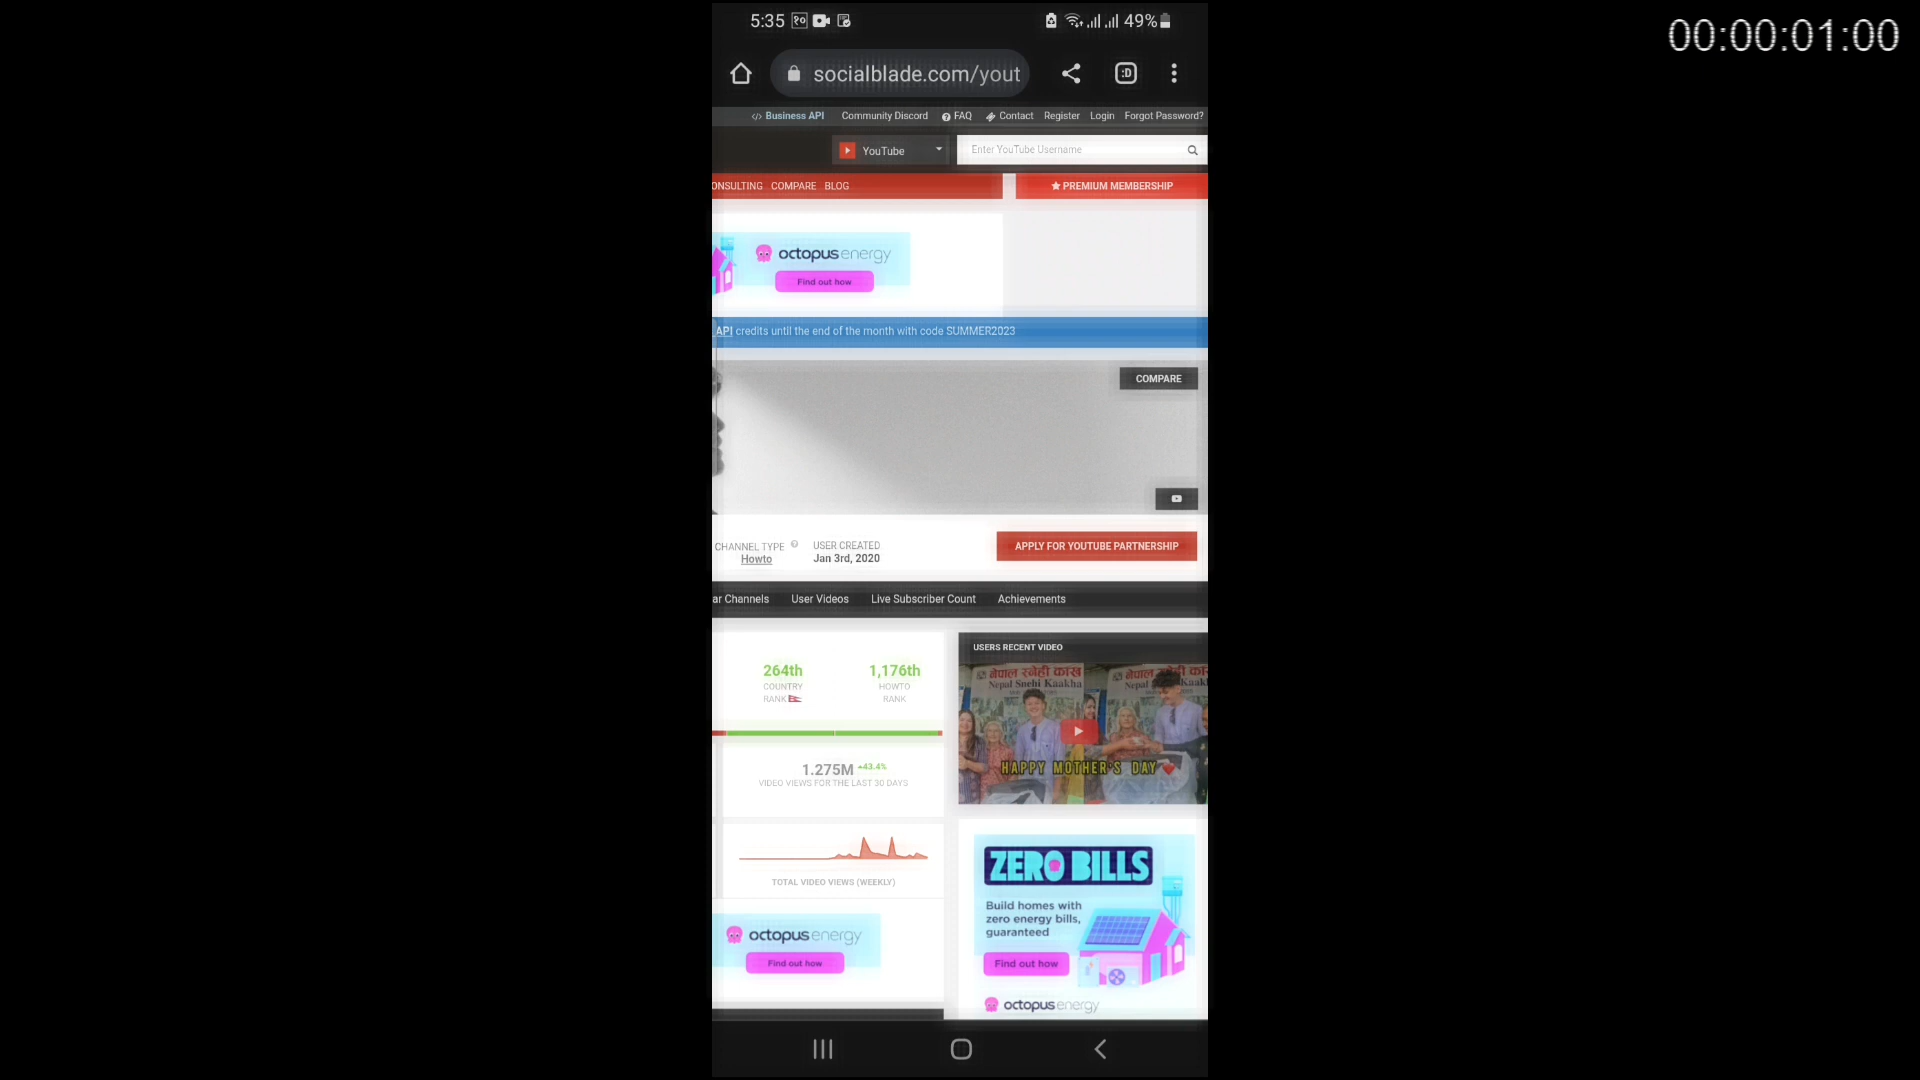 00:00:01:00
5:35 १० 49%
socialblade.com/yout :D
Business API Community Discord FAQ Contact Register Login Forgot Password?
YouTube Enter YouTube Username
ONSULTING COMPARE BLOG PREMIUM MEMBERSHIP
octopus energy
Find out how
API credits until the end of the month with code SUMMER2023
COMPARE
CHANNEL TYPE USER CREATED APPLY FOR YOUTUBE PARTNERSHIP
Howto Jan 3rd, 2020
ar Channels User Videos Live Subscriber Count Achievements
264th 1,176th
COUNTRY HOWTO
RANK RANK
1.275M +43.4%
VIDEO VIEWS FOR THE LAST 30 DAYS
TOTAL VIDEO VIEWS (WEEKLY)
octopus energy
Find out how
USERS RECENT VIDEO
नेपाल स्नेही काख
Nepal Snehi Kaakha
HAPPY MOTHER'S DAY
ZERO BILLS
Build homes with
zero energy bills,
guaranteed
Find out how
octopus energy